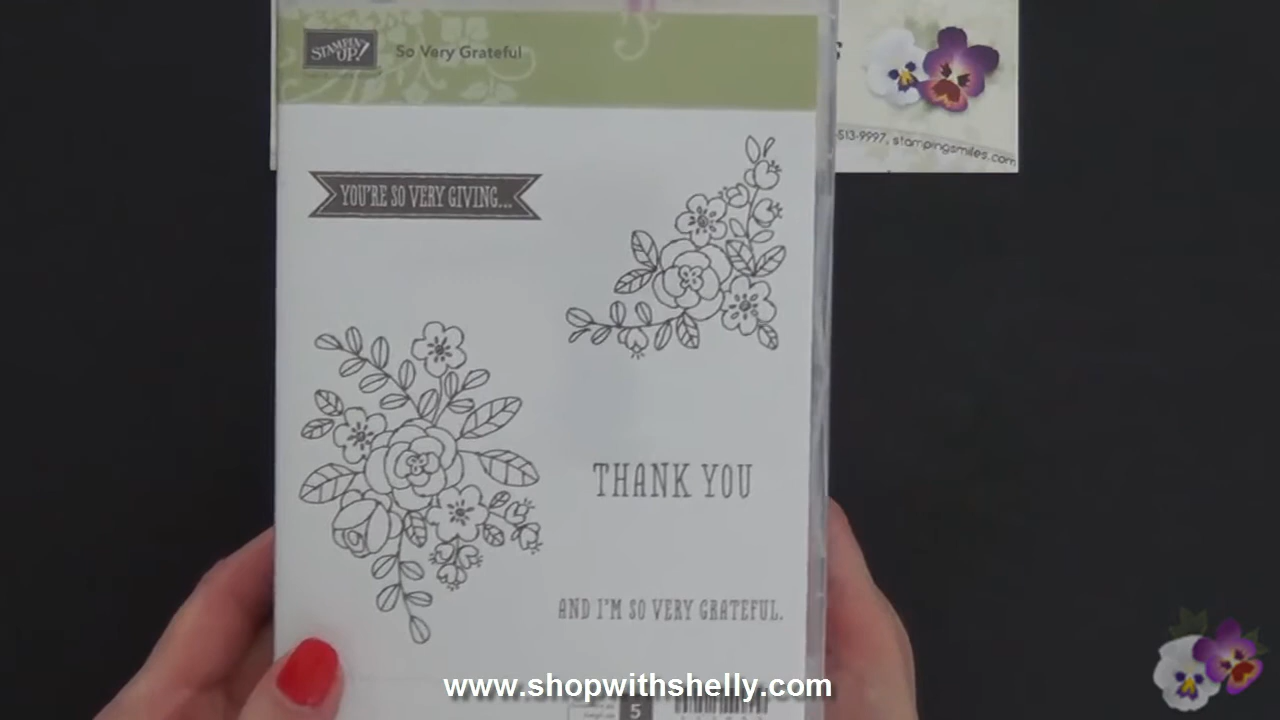 STAMPIN' UP!
So Very Grateful
-513-9997, stampingsmiles.com
YOU'RE SO VERY GIVING...
THANK YOU
AND I'M SO VERY GRATEFUL.
www.shopwithshelly.com
5